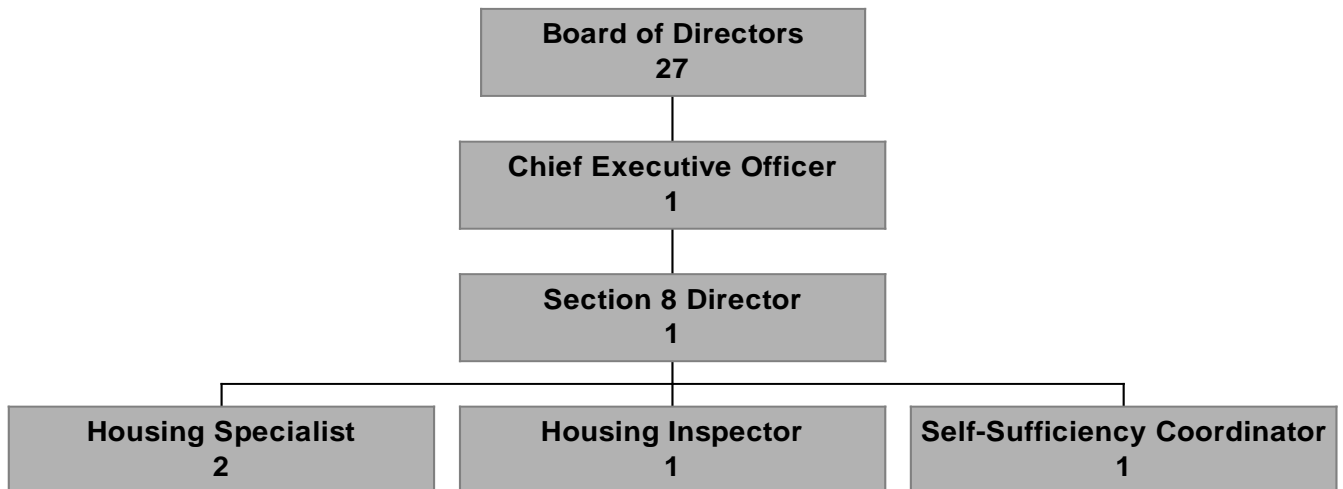 Board of Directors
27
Chief Executive Officer
1
Section 8 Director
1
Housing Specialist
2
Housing Inspector
1
Self-Sufficiency Coordinator
1